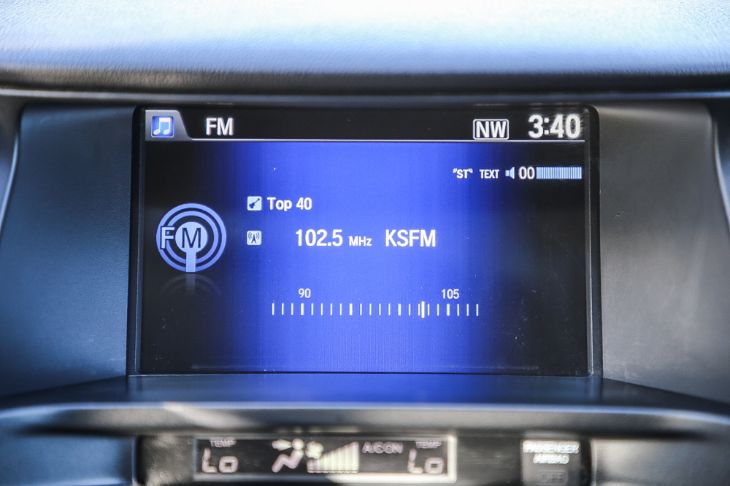 FM NW 3:40
"ST" TEXT 00
Top 40
FM 102.5 MHz KSFM
90 105
TEMP A/C ON TEMP
Lo Lo
PASSENGER
AIRBAG
OFF